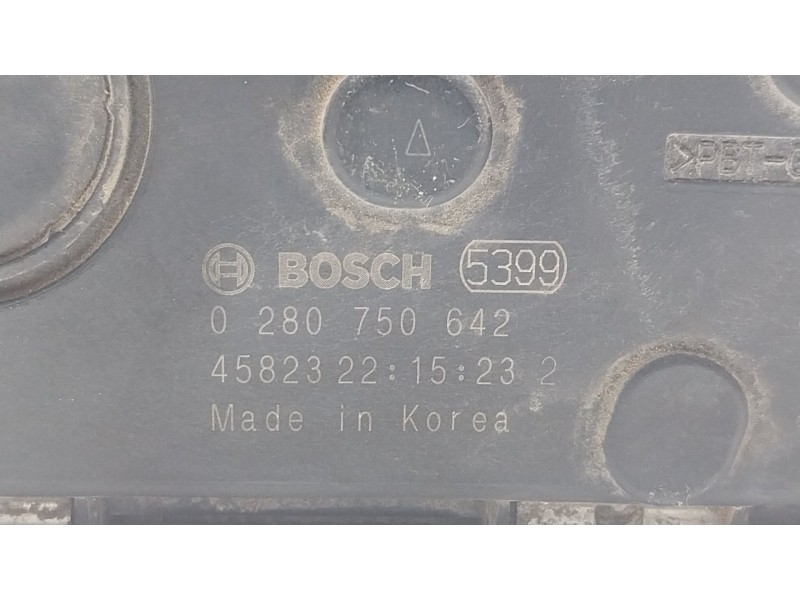 >PBT-
BOSCH 5399
0 280 750 642
45823 22:15:23 2
Made in Korea